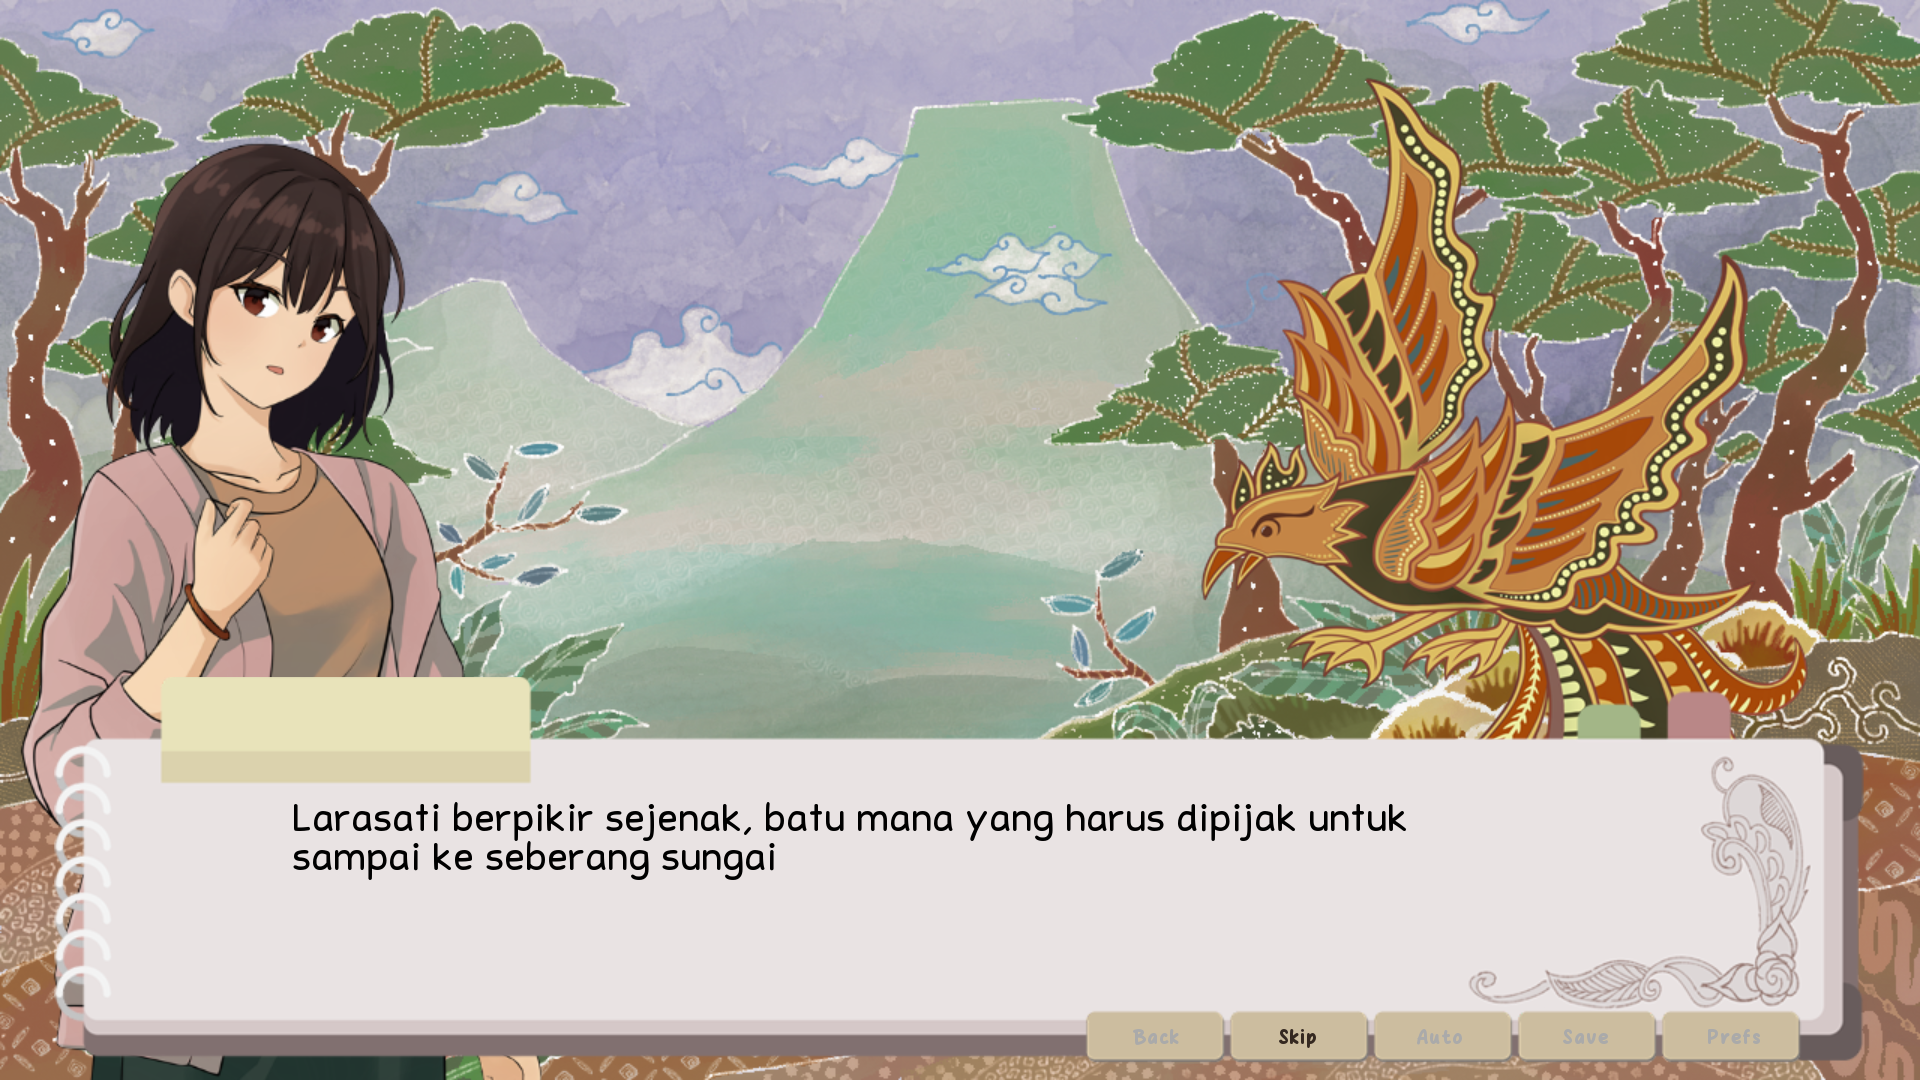 Larasati berpikir sejenak, batu mana yang harus dipijak untuk
sampai ke seberang sungai
Back Skip Auto Save Prefs